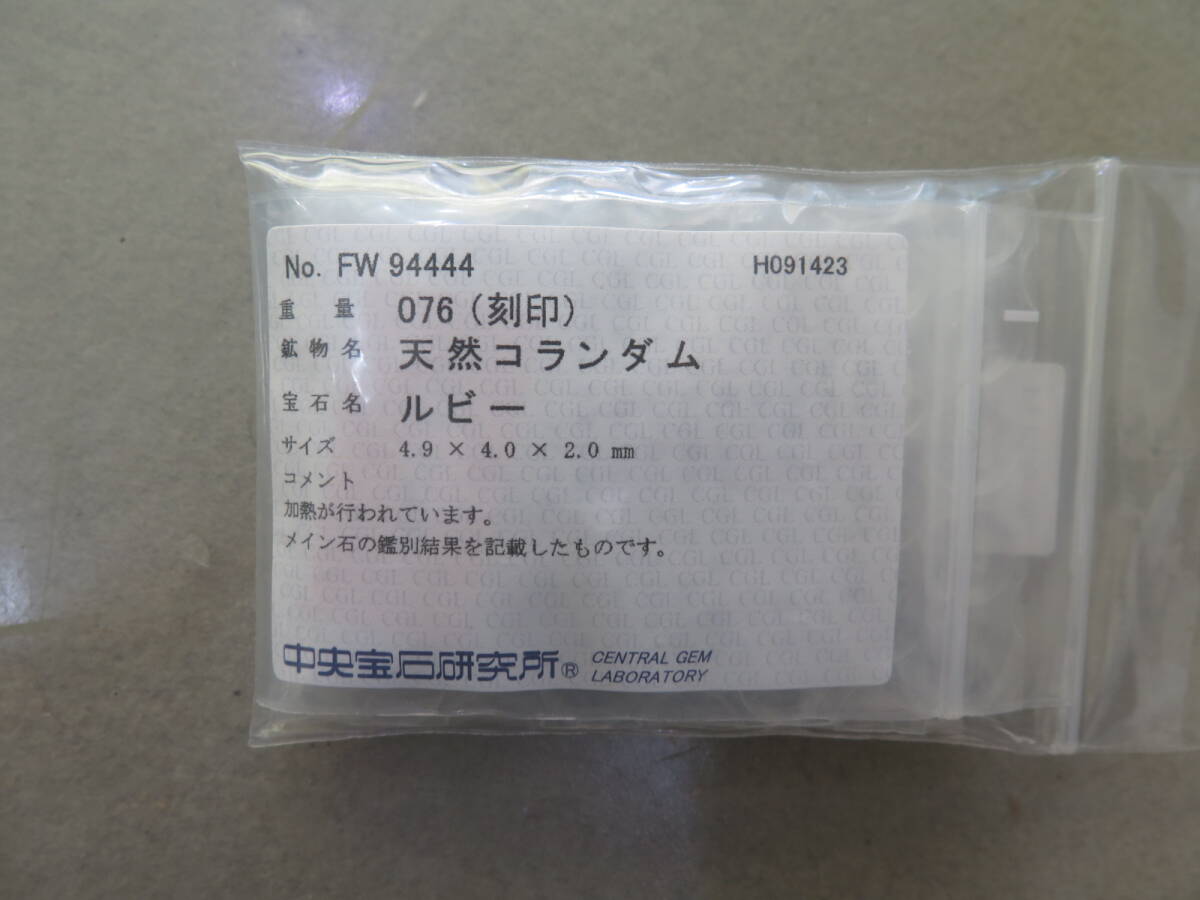 No. FW 94444 H091423
重 量 076 (刻印)
鉱物名 天然コランダム
宝石名 ルビー
サイズ 4.9 × 4.0 × 2.0 mm
コメント
加熱が行われています。
メイン石の鑑別結果を記載したものです。
中央宝石研究所® CENTRAL GEM
LABORATORY